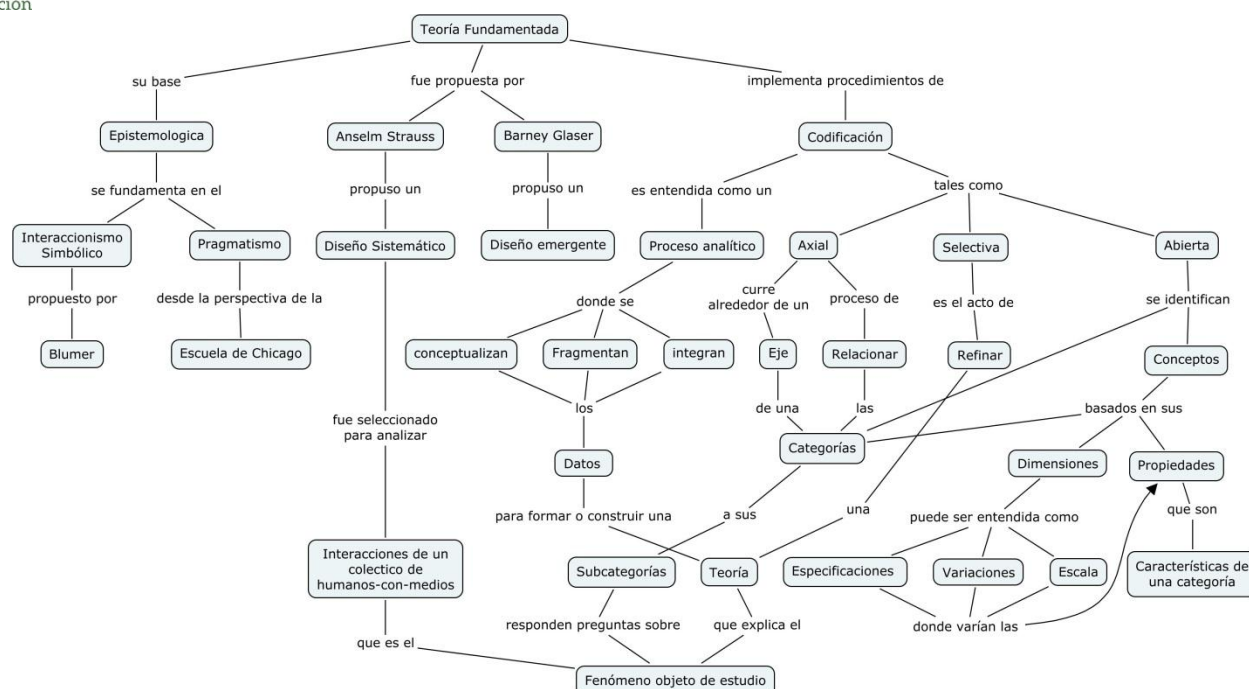 ción
Teoría Fundamentada
su base
fue propuesta por
implementa procedimientos de
Epistemologica
Anselm Strauss
Barney Glaser
Codificación
se fundamenta en el
propuso un
propuso un
es entendida como un
tales como
Interaccionismo
Simbólico
Pragmatismo
Diseño Sistemático
Diseño emergente
Proceso analítico
Axial
Selectiva
Abierta
propuesto por
desde la perspectiva de la
donde se
curre
alrededor de un
proceso de
es el acto de
se identifican
Blumer
Escuela de Chicago
conceptualizan
Fragmentan
integran
Eje
Relacionar
Refinar
Conceptos
fue seleccionado
para analizar
los
de una
las
basados en sus
Categorías
Datos
Dimensiones
Propiedades
para formar o construir una
a sus
una
puede ser entendida como
que son
Interacciones de un
colectico de
humanos-con-medios
Subcategorías
Teoría
Especificaciones
Variaciones
Escala
Características de
una categoría
responden preguntas sobre
que explica el
donde varían las
que es el
Fenómeno objeto de estudio